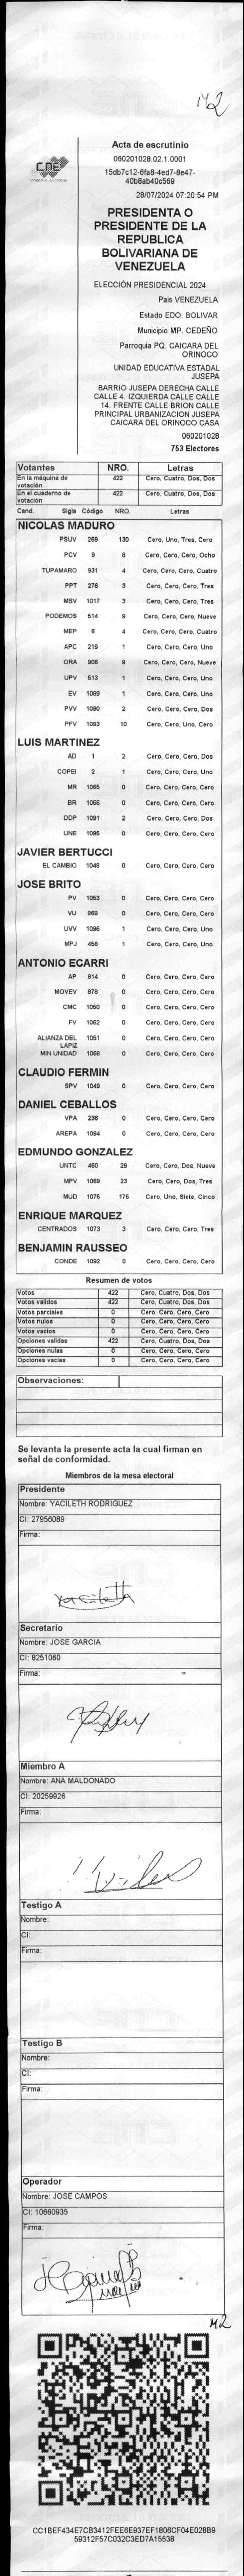 M2
CNE
Acta de escrutinio
060201028.02.1.0001
15db7c12-6fa8-4ed7-8e47-
40b8ab40c569
28/07/2024 07:20:54 PM
PRESIDENTA O
PRESIDENTE DE LA
REPUBLICA
BOLIVARIANA DE
VENEZUELA
ELECCIÓN PRESIDENCIAL 2024
Pais VENEZUELA
Estado EDO. BOLIVAR
Municipio MP. CEDEÑO
Parroquia PQ. CAICARA DEL
ORINOCO
UNIDAD EDUCATIVA ESTADAL
JUSEPA
BARRIO JUSEPA DERECHA CALLE
CALLE 4. IZQUIERDA CALLE CALLE
14. FRENTE CALLE BRION CALLE
PRINCIPAL URBANIZACION JUSEPA
CAICARA DEL ORINOCO CASA
060201028
753 Electores
Votantes NRO. Letras
En la máquina de votación 422 Cero, Cuatro, Dos, Dos
En el cuaderno de votación 422 Cero, Cuatro, Dos, Dos
Cand. Sigla Código NRO. Letras
NICOLAS MADURO
PSUV 269 130 Cero, Uno, Tres, Cero
PCV 9 8 Cero, Cero, Cero, Ocho
TUPAMARO 931 4 Cero, Cero, Cero, Cuatro
PPT 276 3 Cero, Cero, Cero, Tres
MSV 1017 3 Cero, Cero, Cero, Tres
PODEMOS 514 9 Cero, Cero, Cero, Nueve
MEP 6 4 Cero, Cero, Cero, Cuatro
APC 219 1 Cero, Cero, Cero, Uno
ORA 906 9 Cero, Cero, Cero, Nueve
UPV 513 1 Cero, Cero, Cero, Uno
EV 1089 1 Cero, Cero, Cero, Uno
PVV 1090 2 Cero, Cero, Cero, Dos
PFV 1093 10 Cero, Cero, Uno, Cero
LUIS MARTINEZ
AD 1 2 Cero, Cero, Cero, Dos
COPEI 2 1 Cero, Cero, Cero, Uno
MR 1065 0 Cero, Cero, Cero, Cero
BR 1066 0 Cero, Cero, Cero, Cero
DDP 1091 2 Cero, Cero, Cero, Dos
UNE 1095 0 Cero, Cero, Cero, Cero
JAVIER BERTUCCI
EL CAMBIO 1048 0 Cero, Cero, Cero, Cero
JOSE BRITO
PV 1053 0 Cero, Cero, Cero, Cero
VU 968 0 Cero, Cero, Cero, Cero
UVV 1096 1 Cero, Cero, Cero, Uno
MPJ 458 1 Cero, Cero, Cero, Uno
ANTONIO ECARRI
AP 914 0 Cero, Cero, Cero, Cero
MOVEV 878 0 Cero, Cero, Cero, Cero
CMC 1050 0 Cero, Cero, Cero, Cero
FV 1062 0 Cero, Cero, Cero, Cero
ALIANZA DEL LAPIZ 1051 0 Cero, Cero, Cero, Cero
MIN UNIDAD 1068 0 Cero, Cero, Cero, Cero
CLAUDIO FERMIN
SPV 1049 0 Cero, Cero, Cero, Cero
DANIEL CEBALLOS
VPA 236 0 Cero, Cero, Cero, Cero
AREPA 1094 0 Cero, Cero, Cero, Cero
EDMUNDO GONZALEZ
UNTC 460 29 Cero, Cero, Dos, Nueve
MPV 1069 23 Cero, Cero, Dos, Tres
MUD 1075 175 Cero, Uno, Siete, Cinco
ENRIQUE MARQUEZ
CENTRADOS 1073 3 Cero, Cero, Cero, Tres
BENJAMIN RAUSSEO
CONDE 1092 0 Cero, Cero, Cero, Cero
Resumen de votos
Votos 422 Cero, Cuatro, Dos, Dos
Votos validos 422 Cero, Cuatro, Dos, Dos
Votos parciales 0 Cero, Cero, Cero, Cero
Votos nulos 0 Cero, Cero, Cero, Cero
Votos vacios 0 Cero, Cero, Cero, Cero
Opciones validas 422 Cero, Cuatro, Dos, Dos
Opciones nulas 0 Cero, Cero, Cero, Cero
Opciones vacias 0 Cero, Cero, Cero, Cero
Observaciones:
Se levanta la presente acta la cual firman en
señal de conformidad.
Miembros de la mesa electoral
Presidente
Nombre: YACILETH RODRIGUEZ
CI: 27956089
Firma:
Yacileth
Secretario
Nombre: JOSE GARCIA
CI: 8251060
Firma:
Miembro A
Nombre: ANA MALDONADO
CI: 20259926
Firma:
Testigo A
Nombre:
CI:
Firma:
Testigo B
Nombre:
CI:
Firma:
Operador
Nombre: JOSE CAMPOS
CI: 10660935
Firma:
M2
CC1BEF434E7CB3412FEE6E937EF1806CF04E028B9
59312F57C032C3ED7A15538